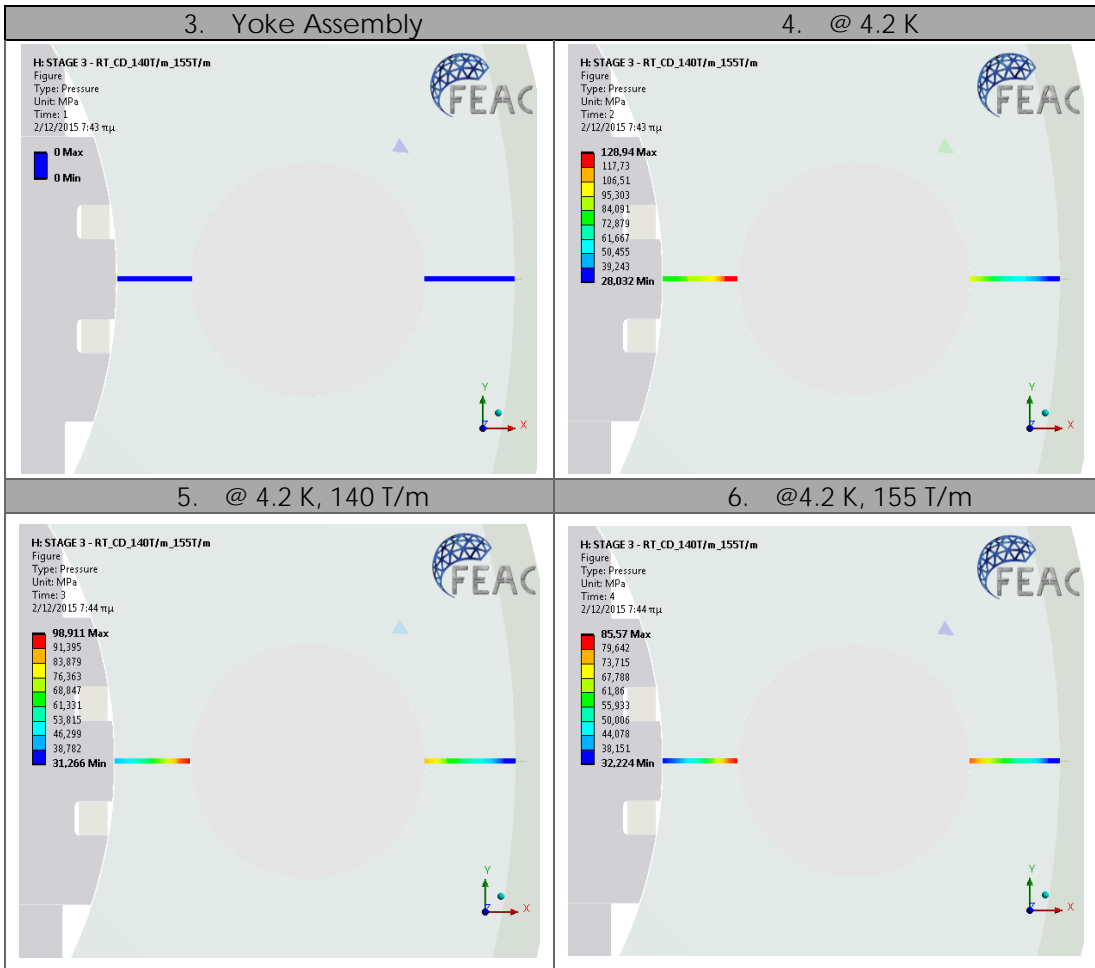 3. Yoke Assembly
4. @ 4.2 K
H: STAGE 3 - RT_CD_140T/m_155T/m
Figure
Type: Pressure
Unit: MPa
Time: 1
2/12/2015 7:43 πμ
0 Max
0 Min
FEAC
Y
Z
X
H: STAGE 3 - RT_CD_140T/m_155T/m
Figure
Type: Pressure
Unit: MPa
Time: 2
2/12/2015 7:43 πμ
128,94 Max
117,73
106,51
95,303
84,091
72,879
61,667
50,455
39,243
28,032 Min
FEAC
Y
Z
X
5. @ 4.2 K, 140 T/m
6. @4.2 K, 155 T/m
H: STAGE 3 - RT_CD_140T/m_155T/m
Figure
Type: Pressure
Unit: MPa
Time: 3
2/12/2015 7:44 πμ
98,911 Max
91,395
83,879
76,363
68,847
61,331
53,815
46,299
38,782
31,266 Min
FEAC
Y
Z
X
H: STAGE 3 - RT_CD_140T/m_155T/m
Figure
Type: Pressure
Unit: MPa
Time: 4
2/12/2015 7:44 πμ
85,57 Max
79,642
73,715
67,788
61,86
55,933
50,006
44,078
38,151
32,224 Min
FEAC
Y
Z
X